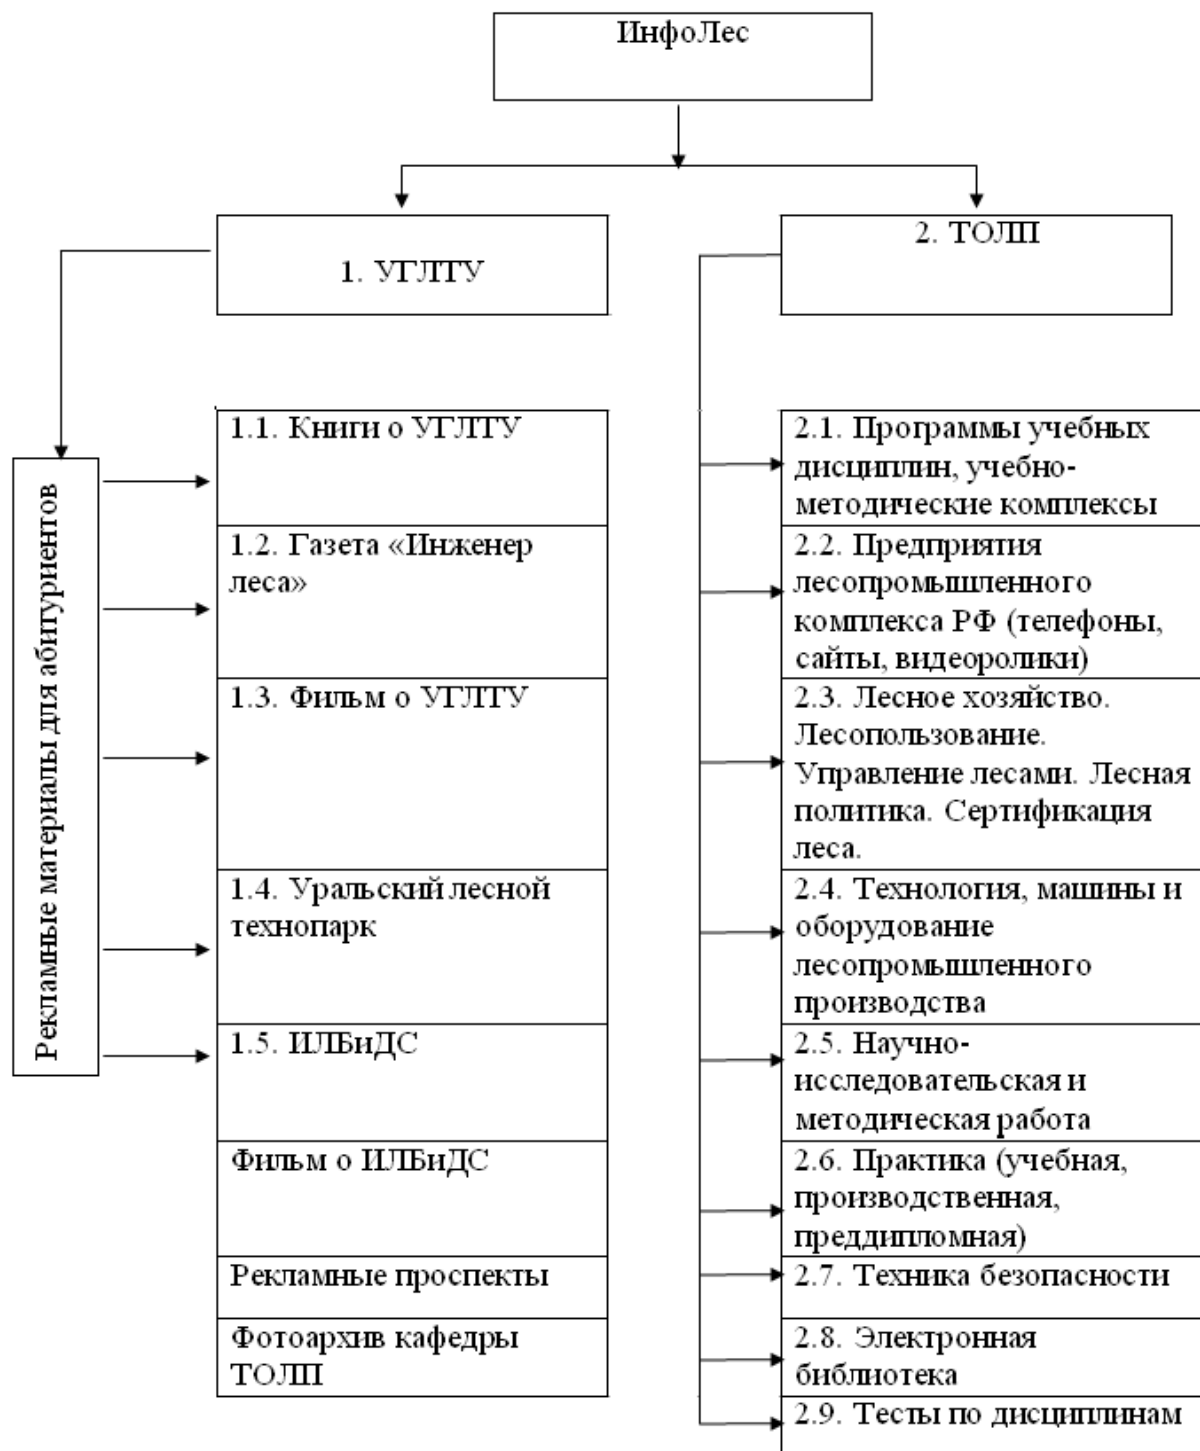 ИнфоЛес
1. УГЛТУ
2. ТОЛП
Рекламные материалы для абитуриентов
1.1. Книги о УГЛТУ
1.2. Газета «Инженер
леса»
1.3. Фильм о УГЛТУ
1.4. Уральский лесной
технопарк
1.5. ИЛБиДС
Фильм о ИЛБиДС
Рекламные проспекты
Фотоархив кафедры
ТОЛП
2.1. Программы учебных
дисциплин, учебно-
методические комплексы
2.2. Предприятия
лесопромышленного
комплекса РФ (телефоны,
сайты, видеоролики)
2.3. Лесное хозяйство.
Лесопользование.
Управление лесами. Лесная
политика. Сертификация
леса.
2.4. Технология, машины и
оборудование
лесопромышленного
производства
2.5. Научно-
исследовательская и
методическая работа
2.6. Практика (учебная,
производственная,
преддипломная)
2.7. Техника безопасности
2.8. Электронная
библиотека
2.9. Тесты по дисциплинам